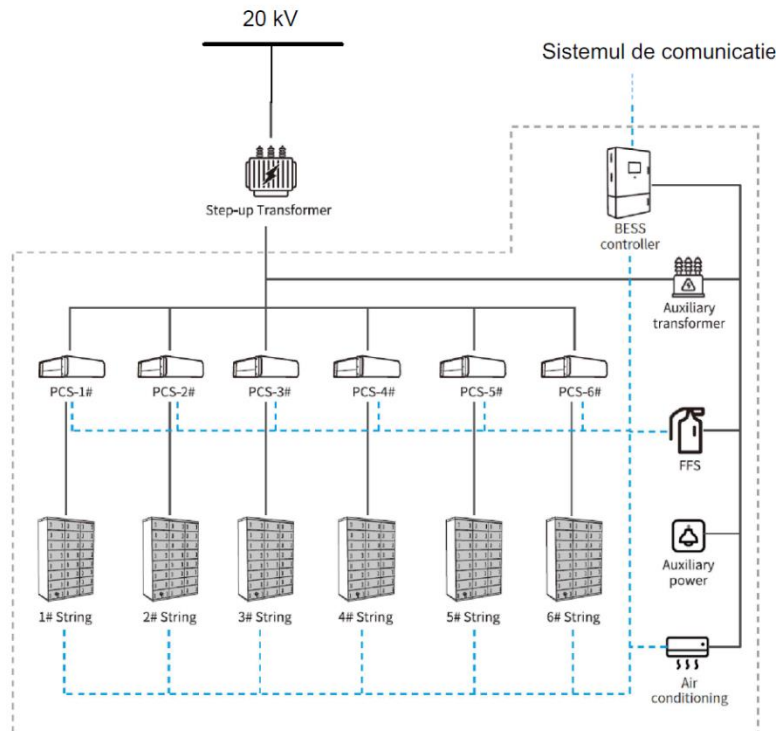 20 kV
Sistemul de comunicatie
Step-up Transformer
BESS
controller
Auxiliary
transformer
PCS-1#
PCS-2#
PCS-3#
PCS-4#
PCS-5#
PCS-6#
FFS
Auxiliary
power
1# String
2# String
3# String
4# String
5# String
6# String
Air
conditioning